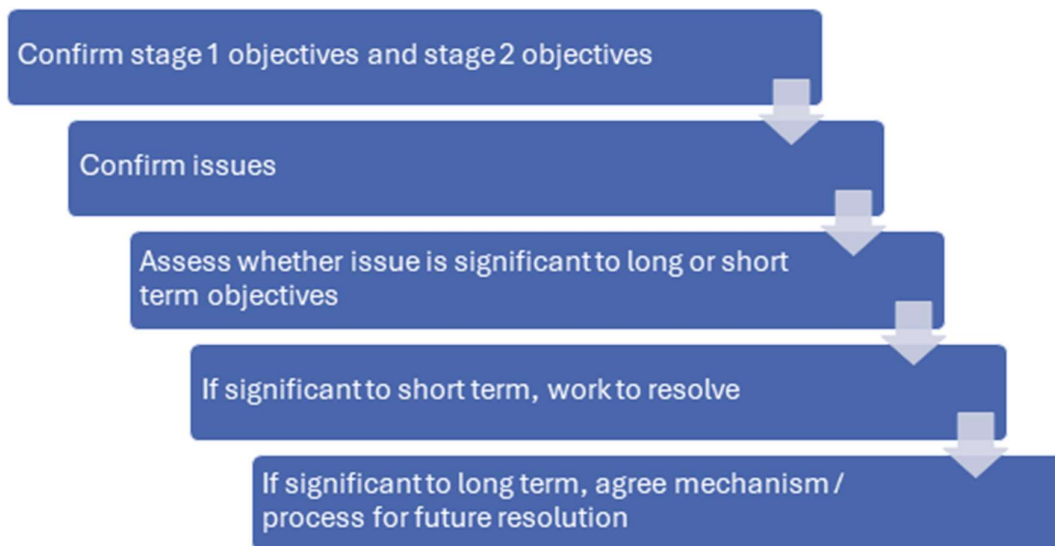 Confirm stage 1 objectives and stage 2 objectives
Confirm issues
Assess whether issue is significant to long or short
term objectives
If significant to short term, work to resolve
If significant to long term, agree mechanism /
process for future resolution